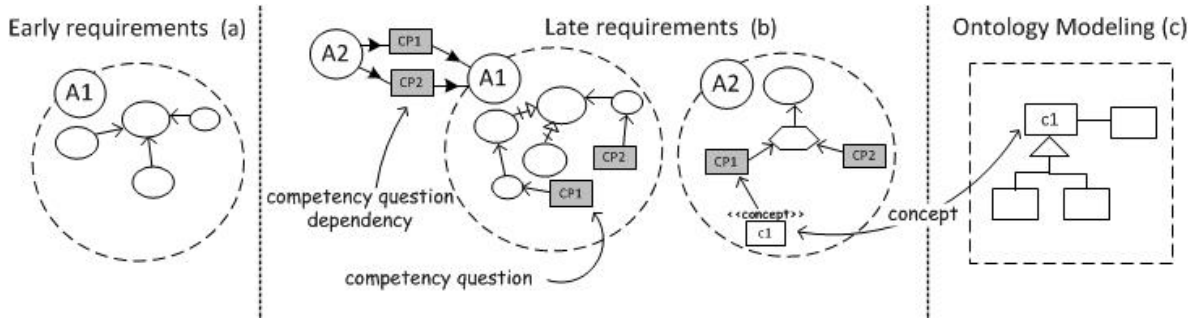 Early requirements (a)
Late requirements (b)
Ontology Modeling (c)
A1
A2
CP1
CP2
A1
CP2
CP1
competency question
dependency
competency question
A2
CP1
CP2
<<concept>>
c1
concept
c1